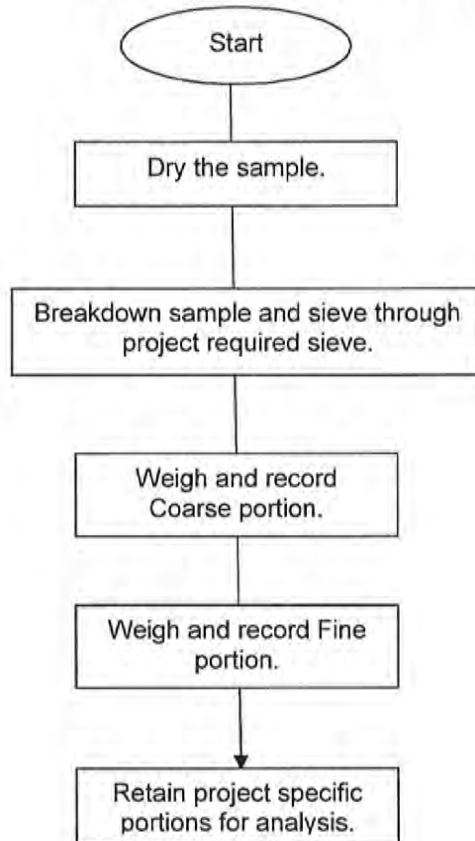 Start
Dry the sample.
Breakdown sample and sieve through
project required sieve.
Weigh and record
Coarse portion.
Weigh and record Fine
portion.
Retain project specific
portions for analysis.